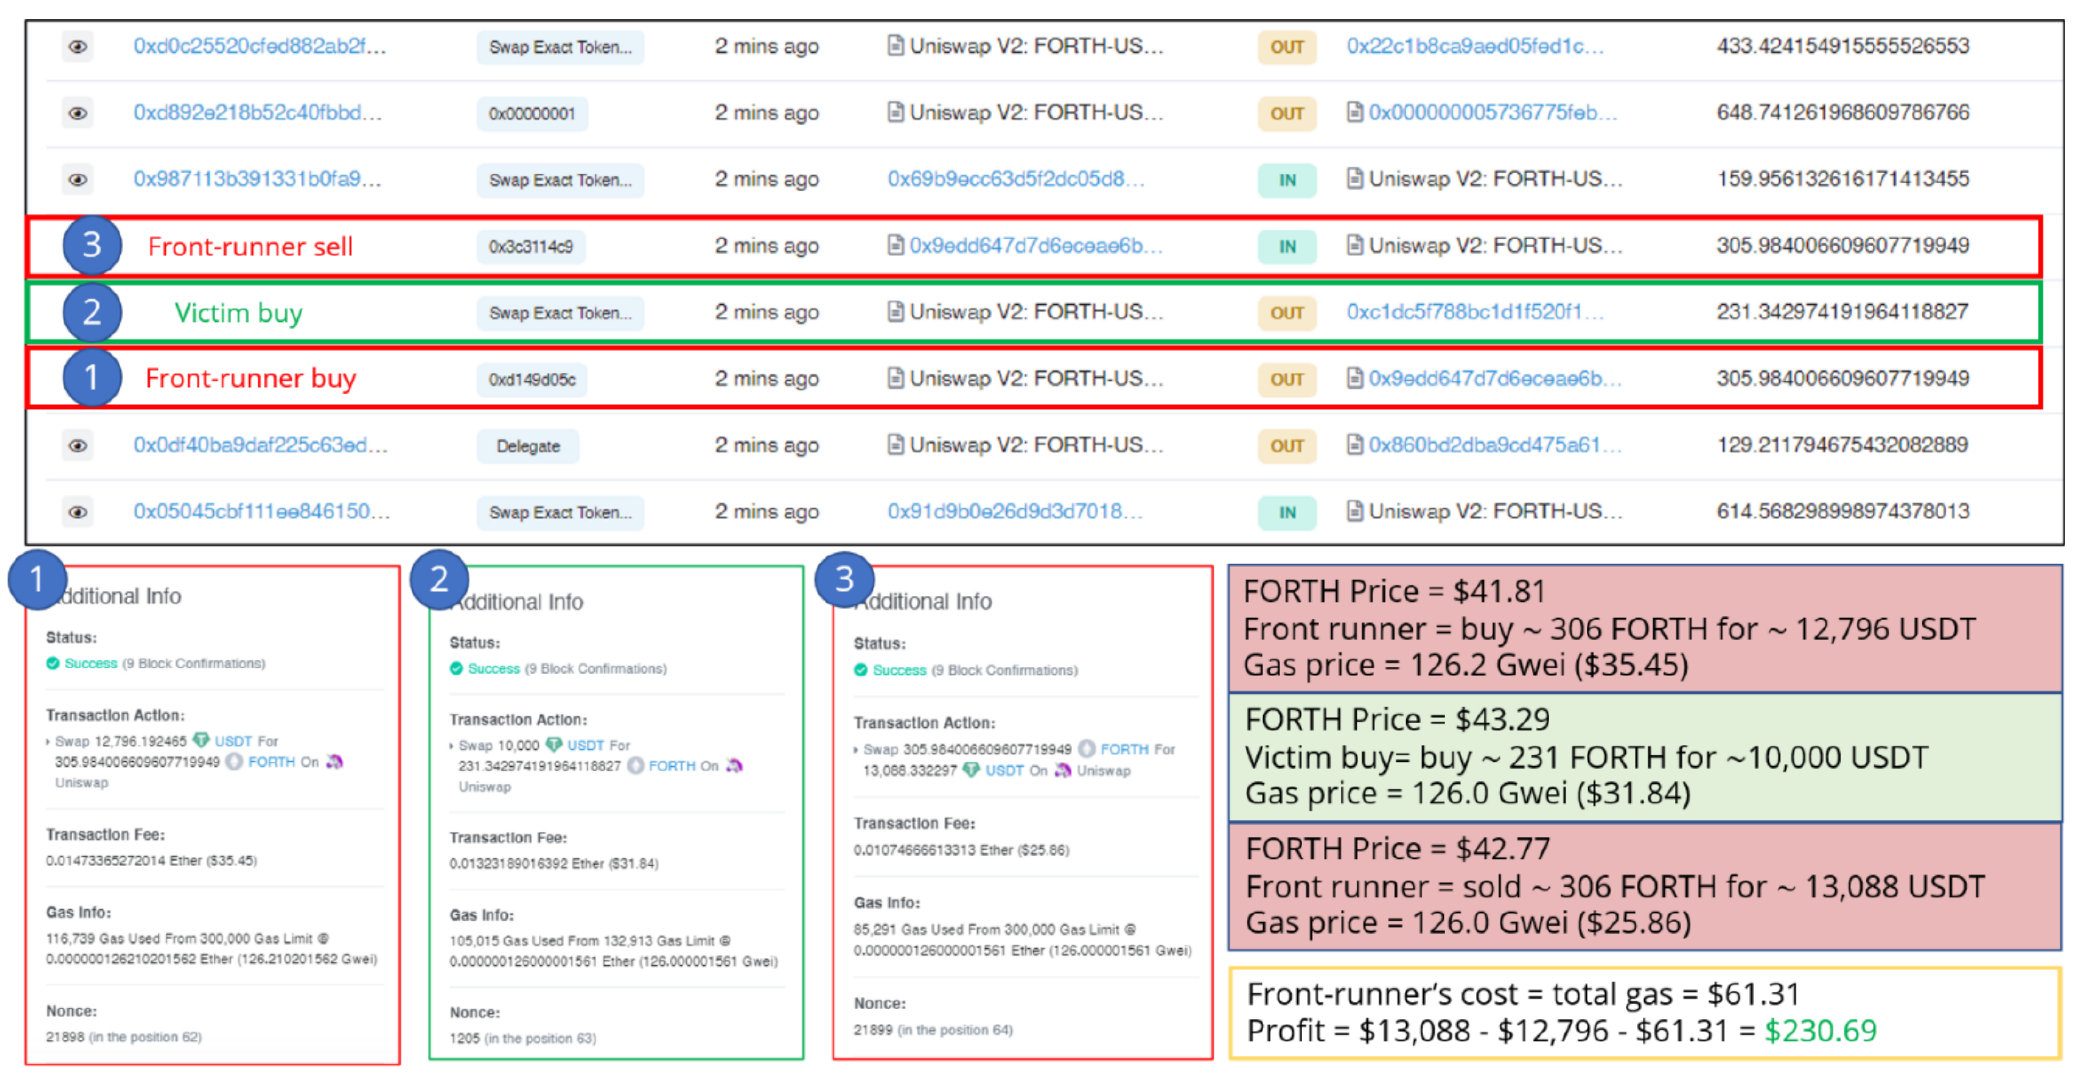 0xd0c25520cfed882ab2f... Swap Exact Token... 2 mins ago Uniswap V2: FORTH-US... OUT 0x22c1b8ca9aed05fed1c... 433.424154915555526553
0xd892e218b52c40fbbd... 0x00000001 2 mins ago Uniswap V2: FORTH-US... OUT 0x000000005736775feb... 648.741261968609786766
0x987113b391331b0fa9... Swap Exact Token... 2 mins ago 0x69b9ecc63d5f2dc05d8... IN Uniswap V2: FORTH-US... 159.956132616171413455
3 Front-runner sell 0x3c3114c9 2 mins ago 0x9edd647d7d6eceae6b... IN Uniswap V2: FORTH-US... 305.984006609607719949
2 Victim buy Swap Exact Token... 2 mins ago Uniswap V2: FORTH-US... OUT 0xc1dc5f788bc1d1f520f1... 231.342974191964118827
1 Front-runner buy 0xd149d05c 2 mins ago Uniswap V2: FORTH-US... OUT 0x9edd647d7d6eceae6b... 305.984006609607719949
0x0df40ba9daf225c63ed... Delegate 2 mins ago Uniswap V2: FORTH-US... OUT 0x860bd2dba9cd475a61... 129.211794675432082889
0x05045cbf111ee846150... Swap Exact Token... 2 mins ago 0x91d9b0e26d9d3d7018... IN Uniswap V2: FORTH-US... 614.568298998974378013
1
dditional Info
Status:
Success (9 Block Confirmations)
Transaction Action:
Swap 12,796.192465 USDT For
305.984006609607719949 FORTH On
Uniswap
Transaction Fee:
0.01473365272014 Ether ($35.45)
Gas Info:
116,739 Gas Used From 300,000 Gas Limit @
0.000000126210201562 Ether (126.210201562 Gwei)
Nonce:
21898 (in the position 62)
2
Additional Info
Status:
Success (9 Block Confirmations)
Transaction Action:
Swap 10,000 USDT For
231.342974191964118827 FORTH On
Uniswap
Transaction Fee:
0.01323189016392 Ether ($31.84)
Gas Info:
105,015 Gas Used From 132,913 Gas Limit @
0.000000126000001561 Ether (126.000001561 Gwei)
Nonce:
1205 (in the position 63)
3
Additional Info
Status:
Success (9 Block Confirmations)
Transaction Action:
Swap 305.984006609607719949 FORTH For
13,088.332297 USDT On Uniswap
Transaction Fee:
0.01074666613313 Ether ($25.86)
Gas Info:
85,291 Gas Used From 300,000 Gas Limit @
0.000000126000001561 Ether (126.000001561 Gwei)
Nonce:
21899 (in the position 64)
FORTH Price = $41.81
Front runner = buy ~ 306 FORTH for ~ 12,796 USDT
Gas price = 126.2 Gwei ($35.45)
FORTH Price = $43.29
Victim buy= buy ~ 231 FORTH for ~10,000 USDT
Gas price = 126.0 Gwei ($31.84)
FORTH Price = $42.77
Front runner = sold ~ 306 FORTH for ~ 13,088 USDT
Gas price = 126.0 Gwei ($25.86)
Front-runner‘s cost = total gas = $61.31
Profit = $13,088 - $12,796 - $61.31 = $230.69